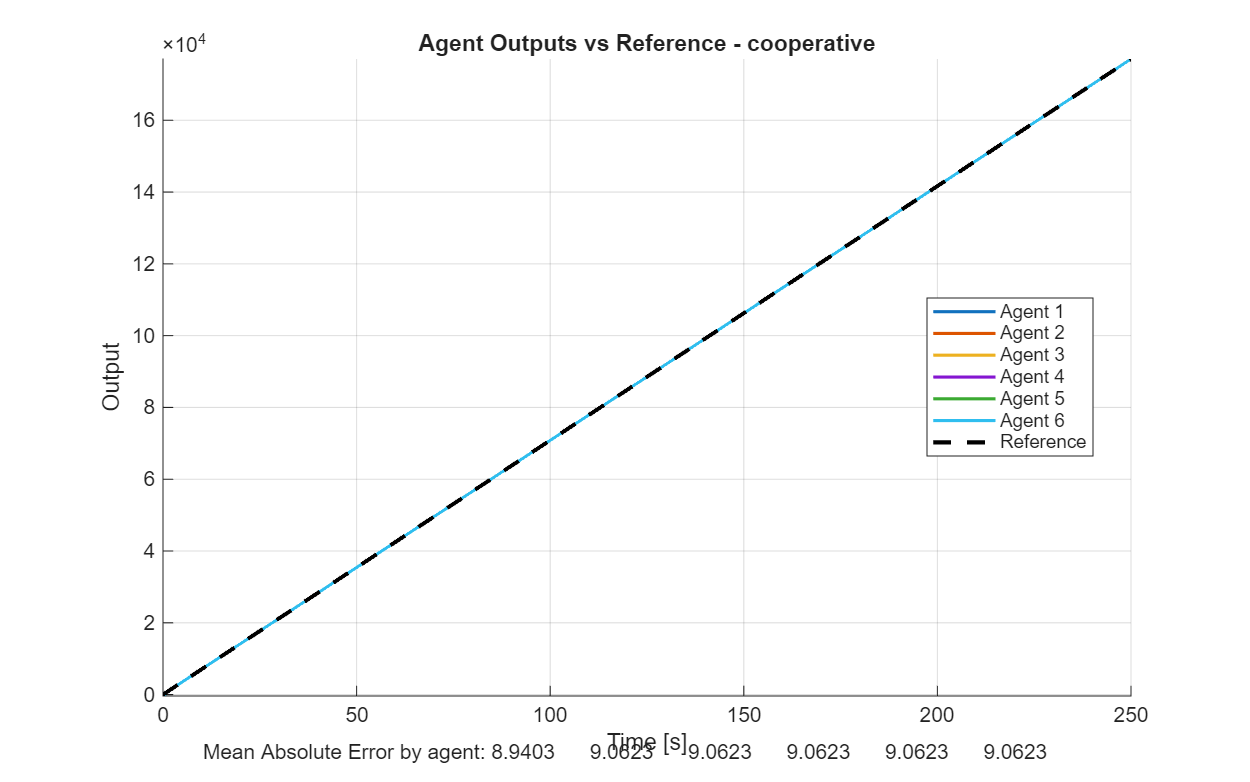 Agent Outputs vs Reference - cooperative
×10^4
16
14
12
10
8
6
4
2
0
Output
0 50 100 150 200 250
Time [s]
Agent 1
Agent 2
Agent 3
Agent 4
Agent 5
Agent 6
Reference
Mean Absolute Error by agent: 8.9403 9.0623 9.0623 9.0623 9.0623 9.0623